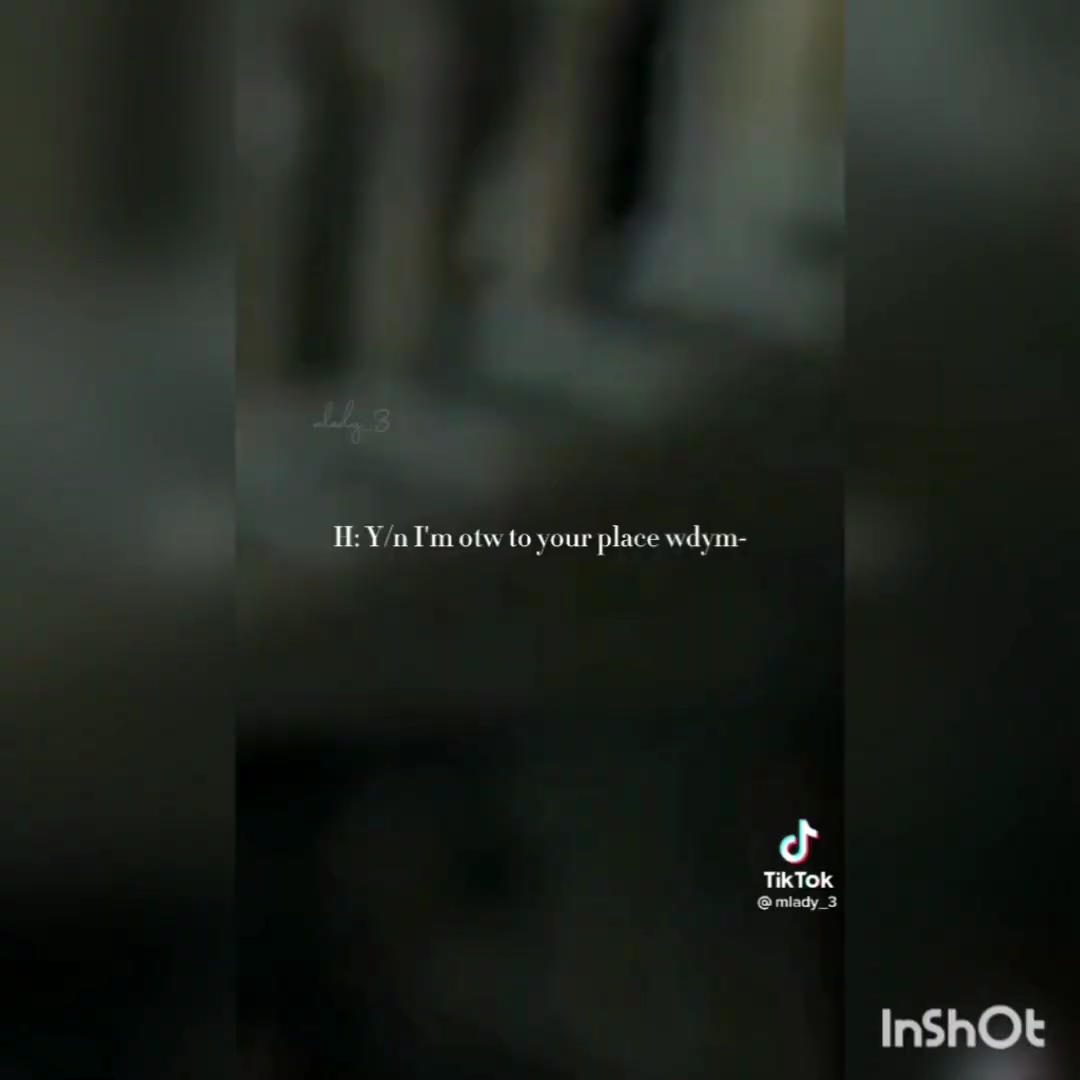 mlady_3
H: Y/n I'm otw to your place wdym-
TikTok
@mlady_3
InShOt